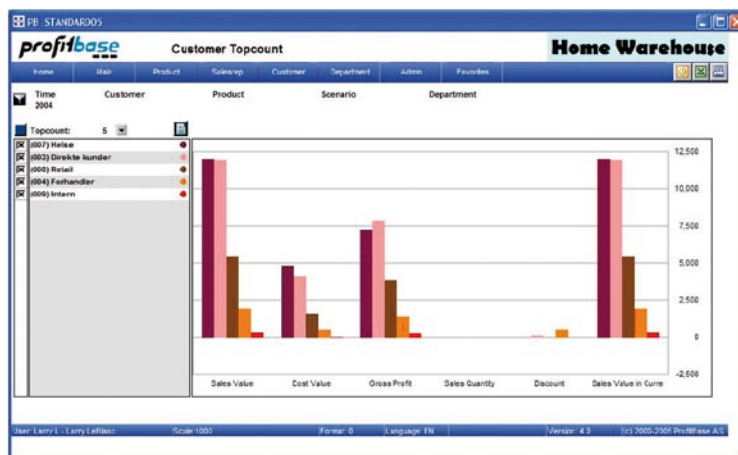 PB STANDARD05
profitbase Customer Topcount Home Warehouse
Home Main Product Salesrep Customer Department Admin Favorites
Time Customer Product Scenario Department
2004
Topcount: 5
(007) Helse
(003) Direkte kunder
(008) Retail
(004) Forhandler
(009) Intern
12,500
10,000
7,500
5,000
2,500
0
-2,500
Sales Value Cost Value Gross Profit Sales Quantity Discount Sales Value in Curre
User: Larry L - Larry LeBlanc Scale:1000 Format: 0 Language: EN Version: 4.0 (c) 2000-2005 ProfitBase AS